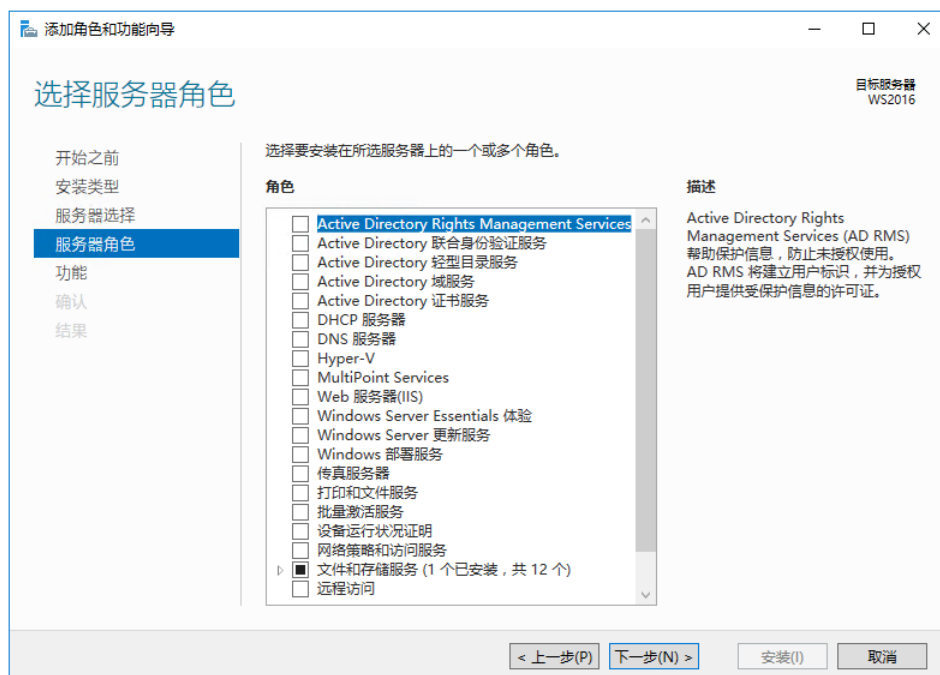 添加角色和功能向导
选择服务器角色
目标服务器
WS2016
开始之前
安装类型
服务器选择
服务器角色
功能
确认
结果
选择要安装在所选服务器上的一个或多个角色。
角色
Active Directory Rights Management Services
Active Directory 联合身份验证服务
Active Directory 轻型目录服务
Active Directory 域服务
Active Directory 证书服务
DHCP 服务器
DNS 服务器
Hyper-V
MultiPoint Services
Web 服务器(IIS)
Windows Server Essentials 体验
Windows Server 更新服务
Windows 部署服务
传真服务器
打印和文件服务
批量激活服务
设备运行状况证明
网络策略和访问服务
文件和存储服务 (1 个已安装，共 12 个)
远程访问
描述
Active Directory Rights
Management Services (AD RMS)
帮助保护信息，防止未授权使用。
AD RMS 将建立用户标识，并为授权
用户提供受保护信息的许可证。
< 上一步(P)
下一步(N) >
安装(I)
取消